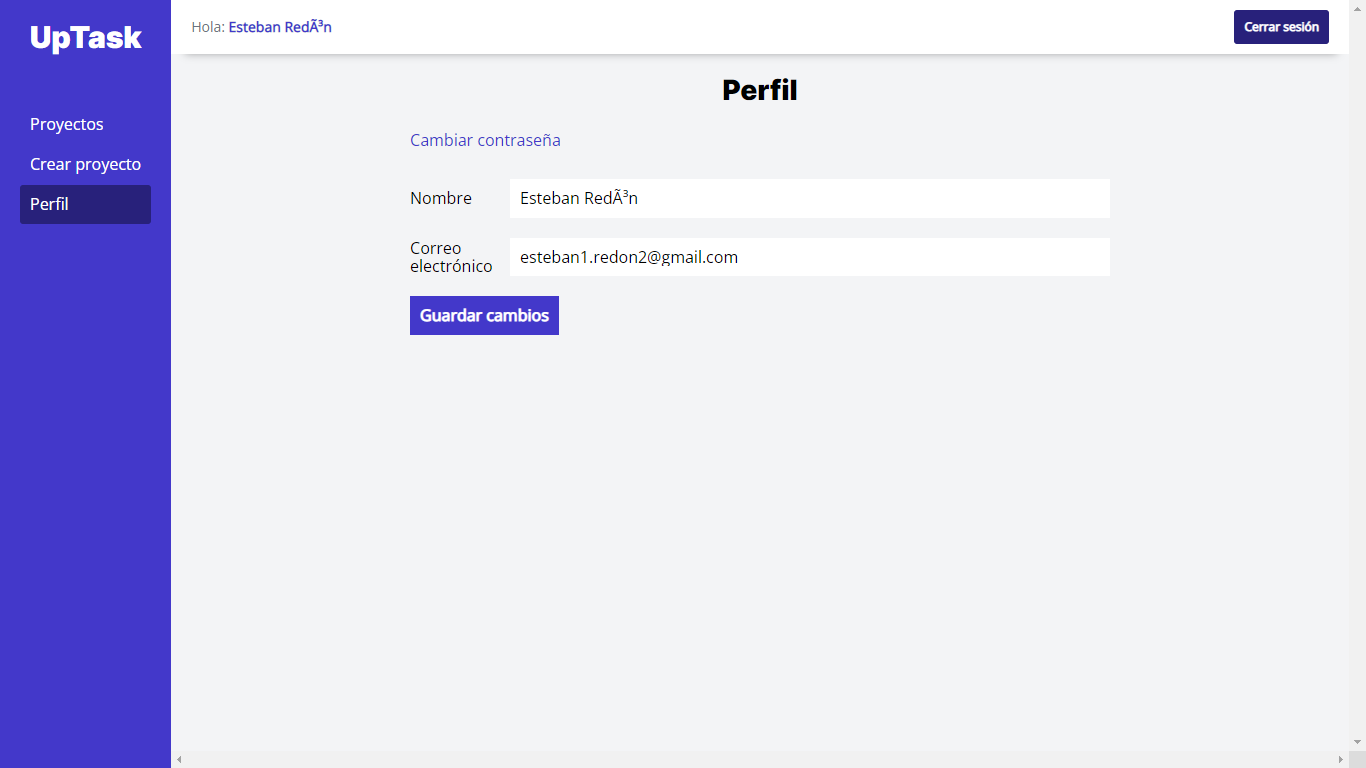 UpTask
Hola: Esteban RedÃ³n
Cerrar sesión
Proyectos
Crear proyecto
Perfil
Perfil
Cambiar contraseña
Nombre
Esteban RedÃ³n
Correo
electrónico
esteban1.redon2@gmail.com
Guardar cambios